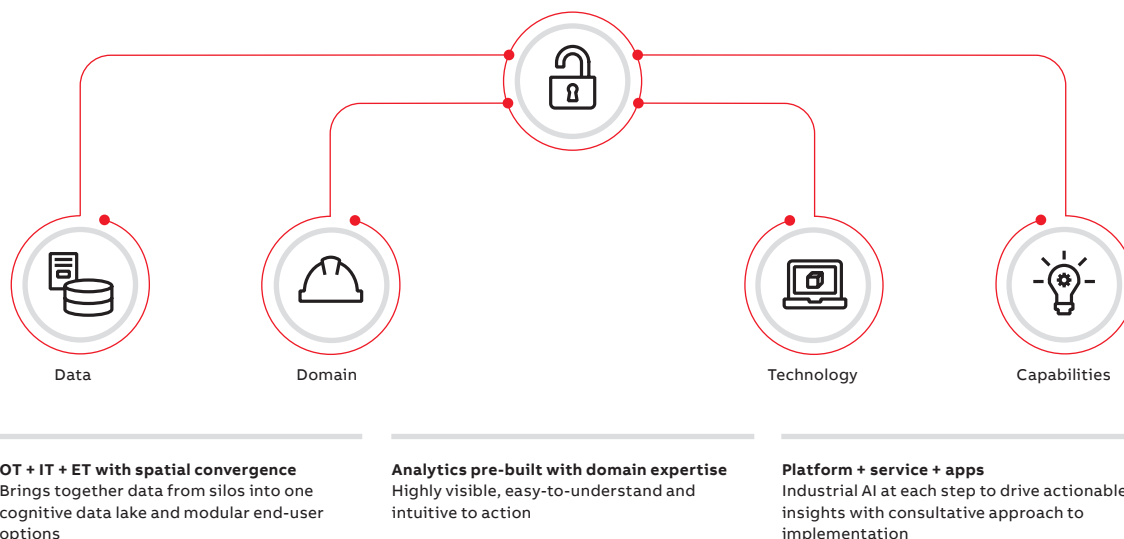 Data
Domain
Technology
Capabilities
OT + IT + ET with spatial convergence
Brings together data from silos into one
cognitive data lake and modular end-user
options
Analytics pre-built with domain expertise
Highly visible, easy-to-understand and
intuitive to action
Platform + service + apps
Industrial AI at each step to drive actionable
insights with consultative approach to
implementation